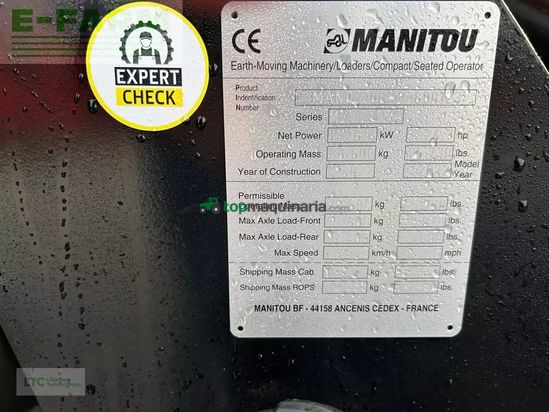 E-FA
EXPERT
CHECK
CE
MANITOU
Earth-Moving Machinery/Loaders/Compact/Seated Operator
Product
Indentification
Number
Series
Net Power kW hp
Operating Mass kg lbs.
Year of Construction Model Year
Permissible
kg lbs.
topmaquinaria.com
Max Axle Load-Front kg lbs.
Max Axle Load-Rear kg lbs.
Max Speed km/h mph
Shipping Mass Cab kg lbs.
Shipping Mass ROPS kg lbs.
MANITOU BF - 44158 ANCENIS CEDEX - FRANCE
LTC